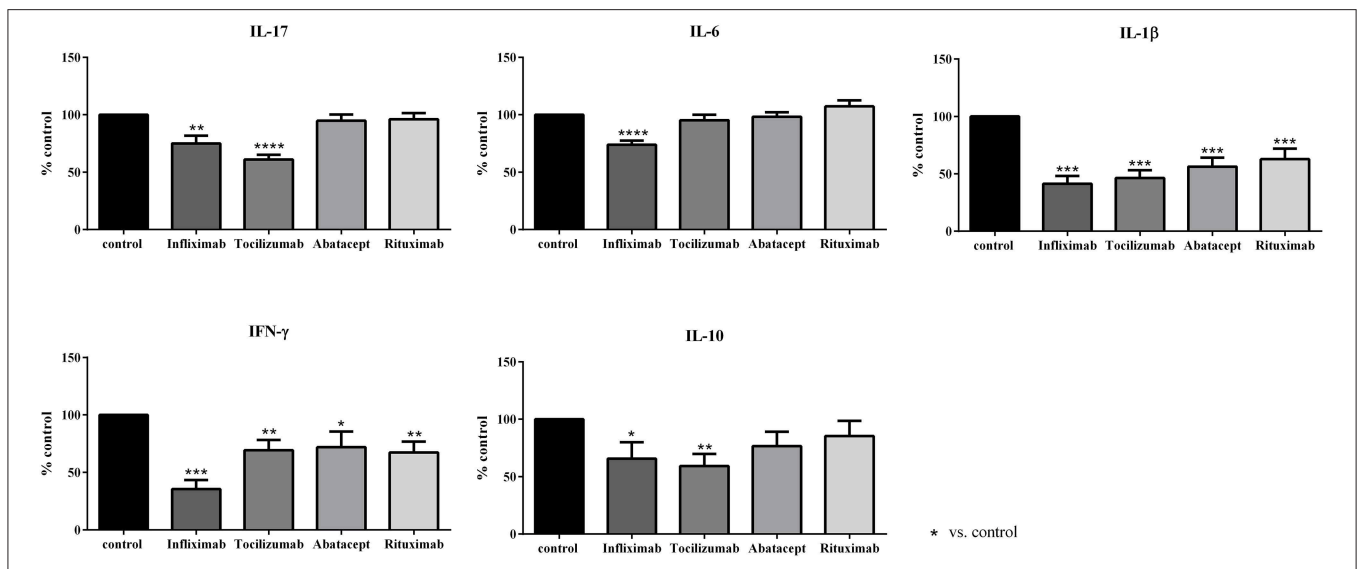 IL-17
150
100
50
0
% control
**
****
control Infliximab Tocilizumab Abatacept Rituximab
IL-6
150
100
50
0
% control
****
control Infliximab Tocilizumab Abatacept Rituximab
IL-1β
150
100
50
0
% control
*** *** *** ***
control Infliximab Tocilizumab Abatacept Rituximab
IFN-γ
150
100
50
0
% control
*** ** * **
control Infliximab Tocilizumab Abatacept Rituximab
IL-10
150
100
50
0
% control
* **
control Infliximab Tocilizumab Abatacept Rituximab
* vs. control